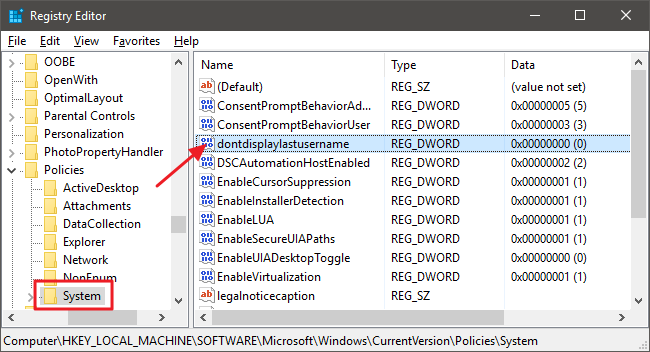 Registry Editor
File Edit View Favorites Help
OOBE
OpenWith
OptimalLayout
Parental Controls
Personalization
PhotoPropertyHandler
Policies
ActiveDesktop
Attachments
DataCollection
Explorer
Network
NonEnum
System
Name Type Data
(Default) REG_SZ (value not set)
ConsentPromptBehaviorAd... REG_DWORD 0x00000005 (5)
ConsentPromptBehaviorUser REG_DWORD 0x00000003 (3)
dontdisplaylastusername REG_DWORD 0x00000000 (0)
DSCAutomationHostEnabled REG_DWORD 0x00000002 (2)
EnableCursorSuppression REG_DWORD 0x00000001 (1)
EnableInstallerDetection REG_DWORD 0x00000001 (1)
EnableLUA REG_DWORD 0x00000001 (1)
EnableSecureUIAPaths REG_DWORD 0x00000001 (1)
EnableUIADesktopToggle REG_DWORD 0x00000000 (0)
EnableVirtualization REG_DWORD 0x00000001 (1)
legalnoticecaption REG_SZ
Computer\HKEY_LOCAL_MACHINE\SOFTWARE\Microsoft\Windows\CurrentVersion\Policies\System